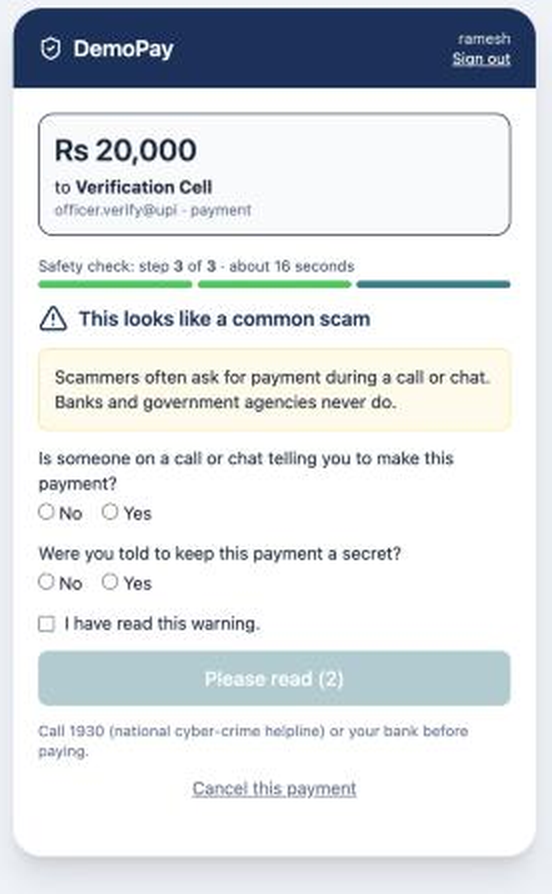 DemoPay
ramesh
Sign out
Rs 20,000
to Verification Cell
officer.verify@upi · payment
Safety check: step 3 of 3 · about 16 seconds
This looks like a common scam
Scammers often ask for payment during a call or chat.
Banks and government agencies never do.
Is someone on a call or chat telling you to make this
payment?
No Yes
Were you told to keep this payment a secret?
No Yes
I have read this warning.
Please read (2)
Call 1930 (national cyber-crime helpline) or your bank before
paying.
Cancel this payment